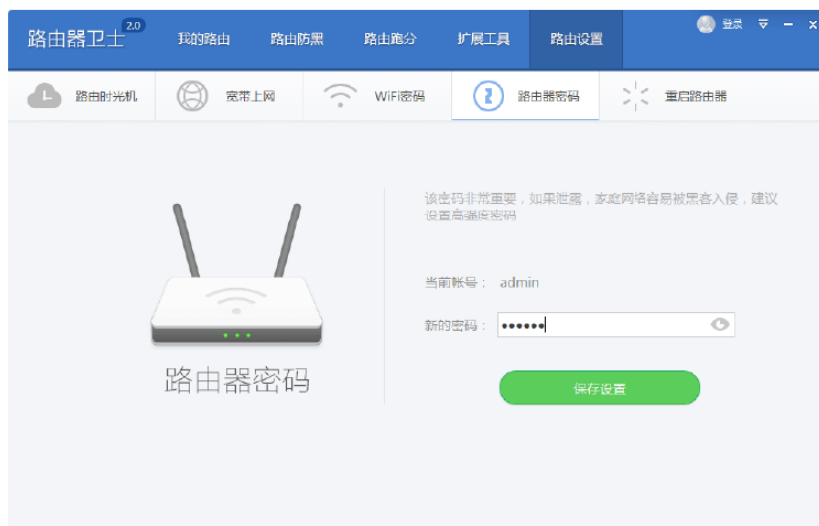 路由器卫士 2.0
我的路由 路由防黑 路由跑分 扩展工具 路由设置 登录
路由时光机 宽带上网 WiFi密码 路由器密码 重启路由器
该密码非常重要，如果泄露，家庭网络容易被黑客入侵，建议
设置高强度密码
当前帐号： admin
新的密码： ••••••
保存设置
路由器密码